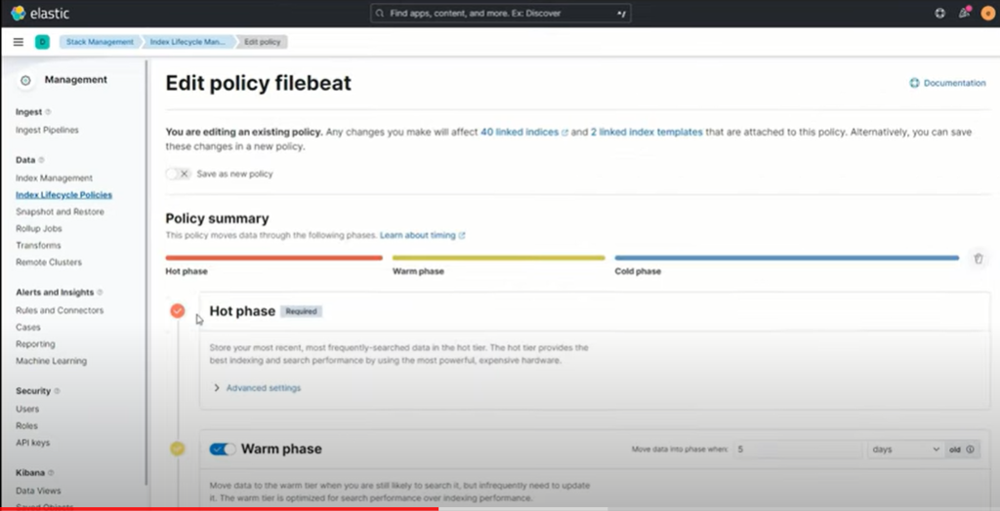 elastic
Find apps, content, and more. Ex: Discover
D
Stack Management
Index Lifecycle Man...
Edit policy
Management
Ingest
Ingest Pipelines
Data
Index Management
Index Lifecycle Policies
Snapshot and Restore
Rollup Jobs
Transforms
Remote Clusters
Alerts and Insights
Rules and Connectors
Cases
Reporting
Machine Learning
Security
Users
Roles
API keys
Kibana
Data Views
Saved Objects
Edit policy filebeat
Documentation
You are editing an existing policy. Any changes you make will affect 40 linked indices and 2 linked index templates that are attached to this policy. Alternatively, you can save
these changes in a new policy.
Save as new policy
Policy summary
This policy moves data through the following phases. Learn about timing
Hot phase
Warm phase
Cold phase
Hot phase Required
Store your most recent, most frequently-searched data in the hot tier. The hot tier provides the
best indexing and search performance by using the most powerful, expensive hardware.
Advanced settings
Warm phase
Move data into phase when: 5 days old
Move data to the warm tier when you are still likely to search it, but infrequently need to update
it. The warm tier is optimized for search performance over indexing performance.